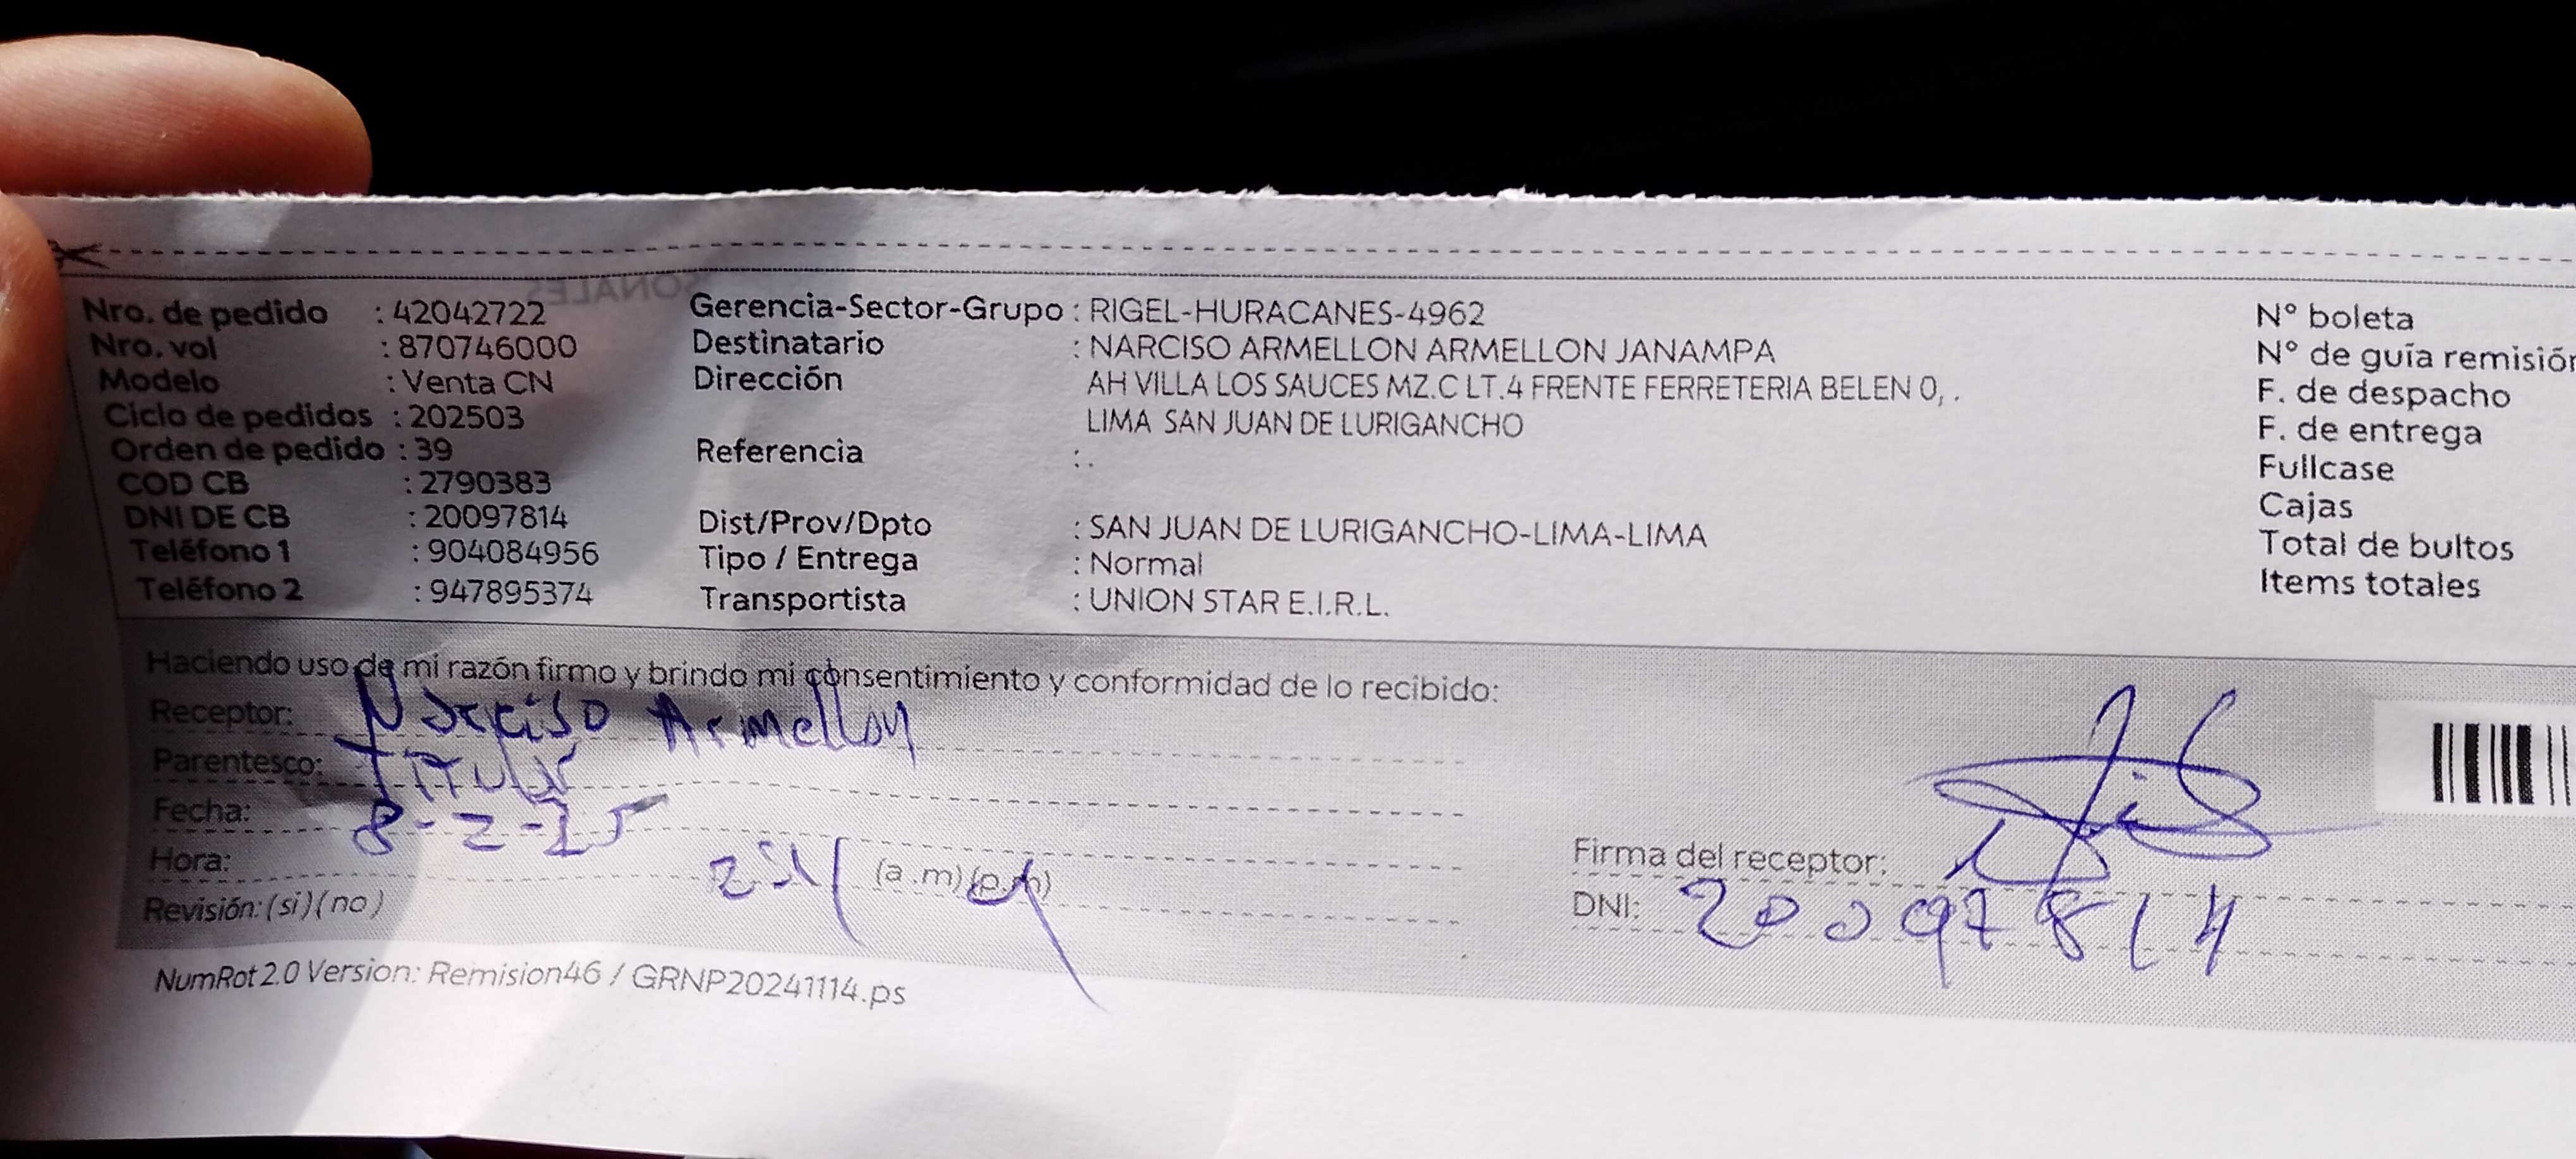 Nro. de pedido : 42042722
Nro. vol : 870746000
Modelo : Venta CN
Ciclo de pedidos : 202503
Orden de pedido : 39
COD CB : 2790383
DNI DE CB : 20097814
Teléfono 1 : 904084956
Teléfono 2 : 947895374
Gerencia-Sector-Grupo : RIGEL-HURACANES-4962
Destinatario : NARCISO ARMELLON ARMELLON JANAMPA
Dirección AH VILLA LOS SAUCES MZ.C LT.4 FRENTE FERRETERIA BELEN 0, .
LIMA SAN JUAN DE LURIGANCHO
Referencia : .
Dist/Prov/Dpto : SAN JUAN DE LURIGANCHO-LIMA-LIMA
Tipo / Entrega : Normal
Transportista : UNION STAR E.I.R.L.
N° boleta
N° de guía remisión
F. de despacho
F. de entrega
Fullcase
Cajas
Total de bultos
Items totales
Haciendo uso de mi razón firmo y brindo mi consentimiento y conformidad de lo recibido:
Receptor: Narciso Armellon
Parentesco: Titular
Fecha: 8-2-25
Hora: (a .m) (p.m)
Revisión: (si) (no)
Firma del receptor:
DNI: 20097814
NumRot 2.0 Version: Remision46 / GRNP20241114.ps